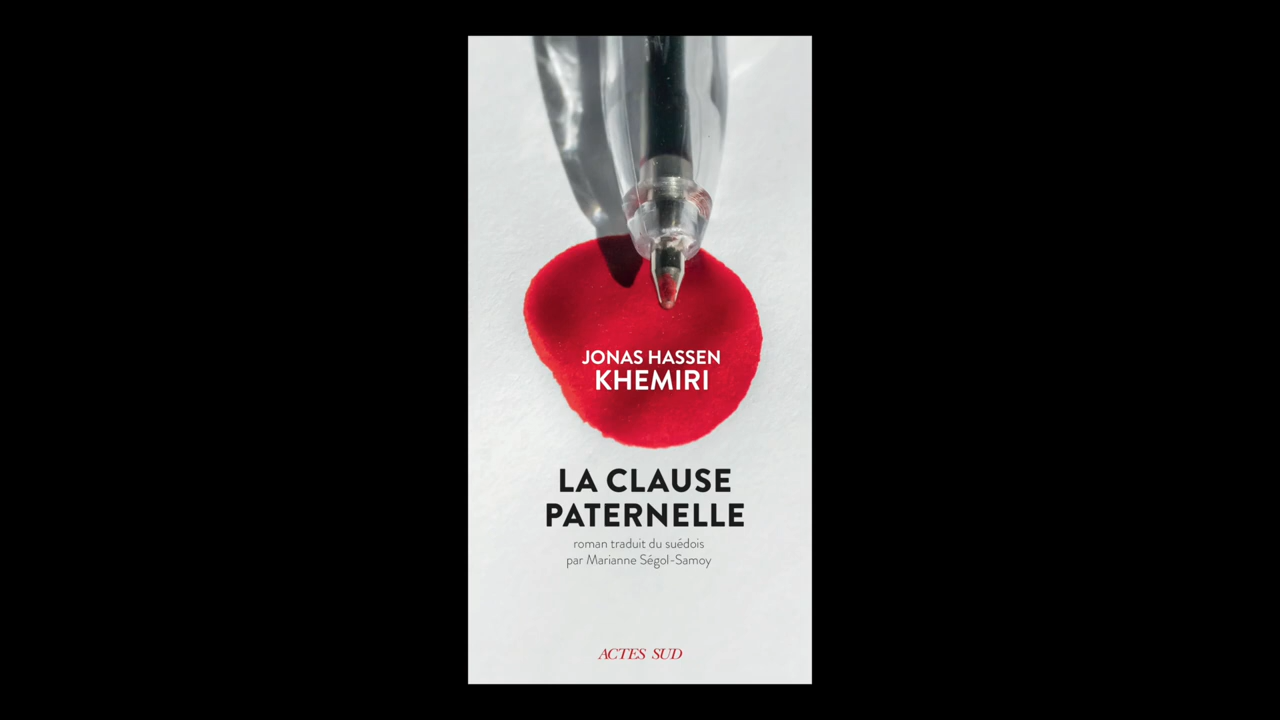 JONAS HASSEN
KHEMIRI
LA CLAUSE
PATERNELLE
roman traduit du suédois
par Marianne Ségol-Samoy
ACTES SUD